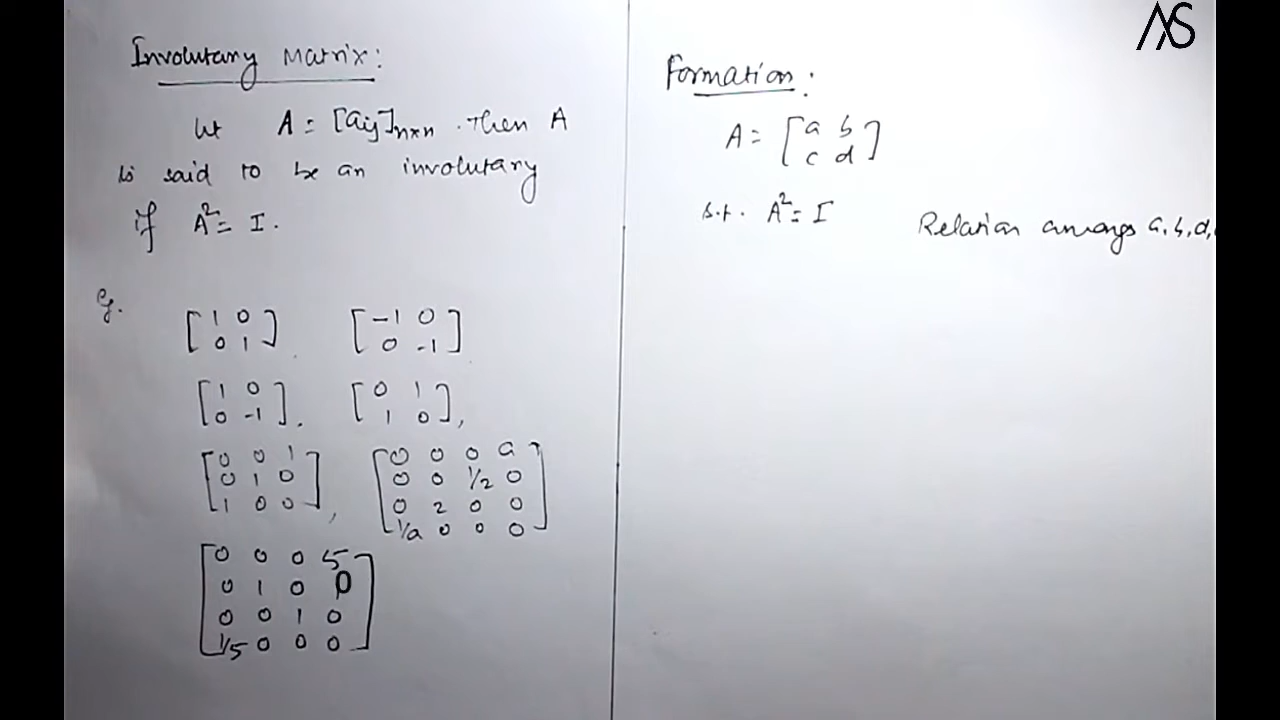 Involutary Matrix:
let A = [aij]n×n . Then A
is said to be an involutary
if A² = I.
eg.
[1 0
0 1]
[-1 0
0 -1]
[1 0
0 -1].
[0 1
1 0],
[0 0 1
0 1 0
1 0 0],
[0 0 0 a
0 0 1/2 0
0 2 0 0
1/a 0 0 0]
[0 0 0 5
0 1 0 0
0 0 1 0
1/5 0 0 0]
NS
Formation:
A = [a b
c d]
s.t. A² = I
Relation amongs a, b, d,